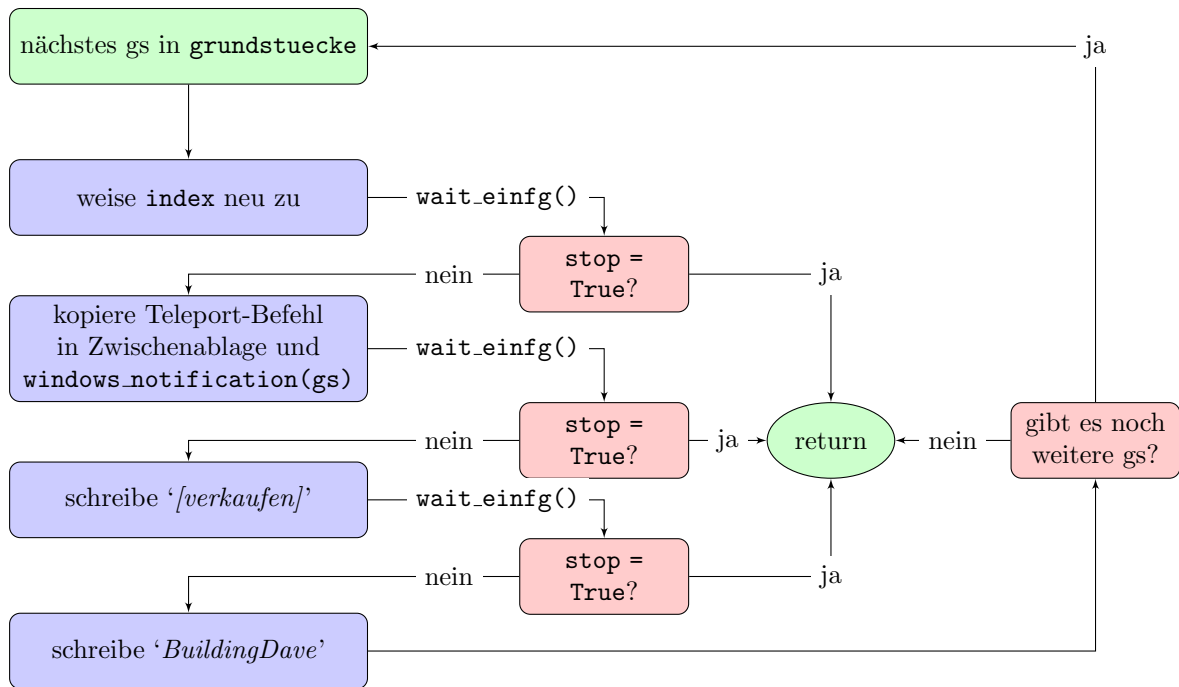 nächstes gs in grundstuecke
ja
weise index neu zu
wait_einfg()
stop =
True?
nein
ja
kopiere Teleport-Befehl
in Zwischenablage und
windows_notification(gs)
wait_einfg()
stop =
True?
nein
ja
return
nein
gibt es noch
weitere gs?
schreibe ‘[verkaufen]’
wait_einfg()
stop =
True?
nein
ja
schreibe ‘BuildingDave’